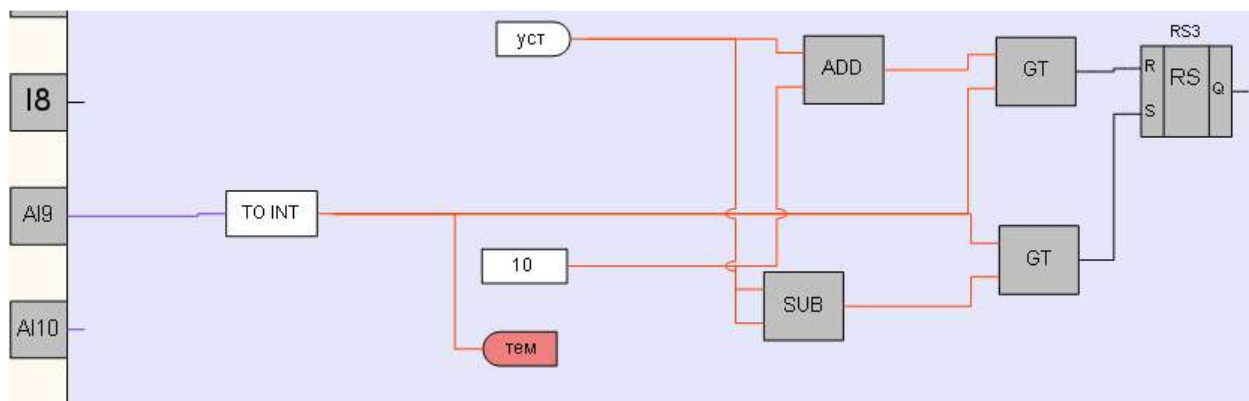 RS3
уст
ADD
GT
R
RS
Q
S
I8
AI9
TO INT
10
GT
SUB
AI10
тем